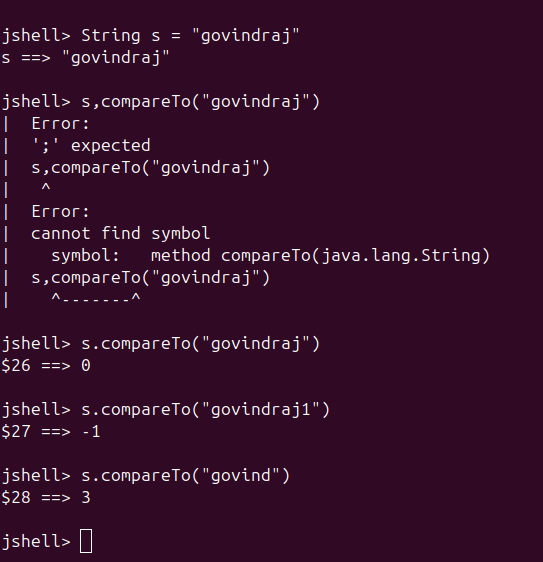 jshell> String s = "govindraj"
s ==> "govindraj"
jshell> s,compareTo("govindraj")
|  Error:
|  ';' expected
|  s,compareTo("govindraj")
|   ^
|  Error:
|  cannot find symbol
|    symbol:   method compareTo(java.lang.String)
|  s,compareTo("govindraj")
|    ^-------^
jshell> s.compareTo("govindraj")
$26 ==> 0
jshell> s.compareTo("govindraj1")
$27 ==> -1
jshell> s.compareTo("govind")
$28 ==> 3
jshell>